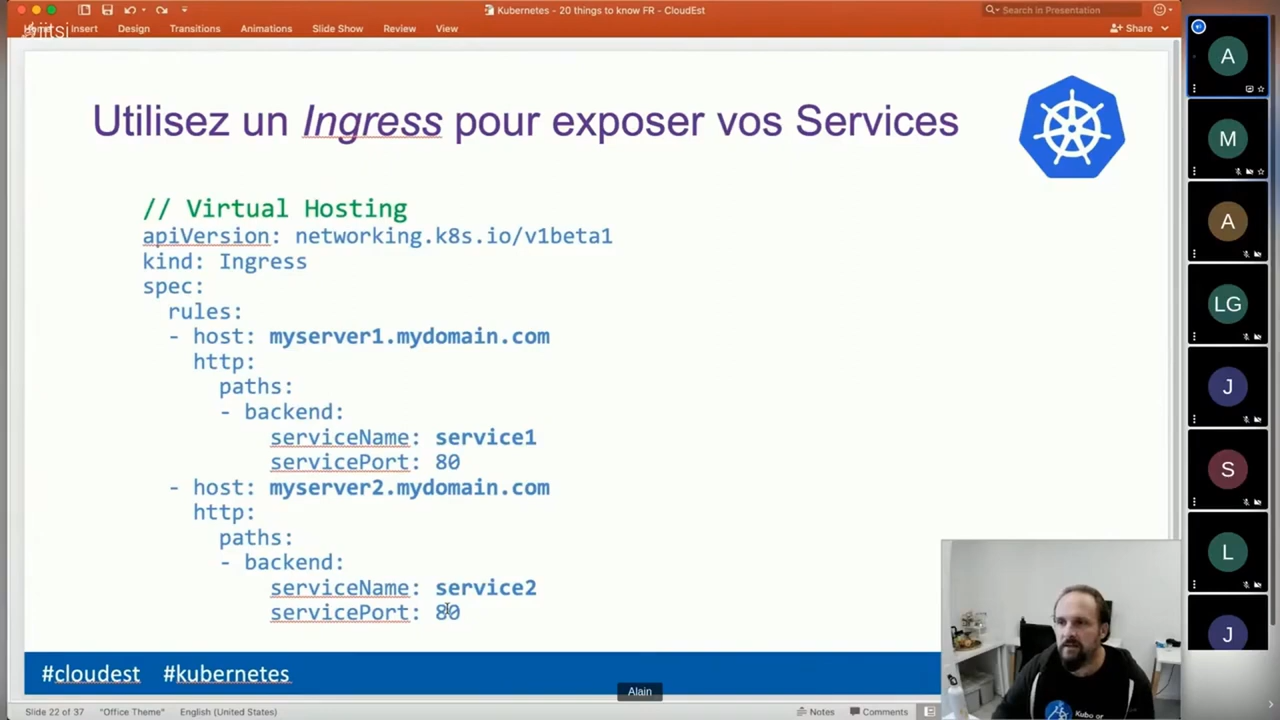 Kubernetes - 20 things to know FR - CloudEst
Search in Presentation
jitsi
Insert
Design
Transitions
Animations
Slide Show
Review
View
Share
Utilisez un Ingress pour exposer vos Services
// Virtual Hosting
apiVersion: networking.k8s.io/v1beta1
kind: Ingress
spec:
rules:
- host: myserver1.mydomain.com
http:
paths:
- backend:
serviceName: service1
servicePort: 80
- host: myserver2.mydomain.com
http:
paths:
- backend:
serviceName: service2
servicePort: 80
#cloudest #kubernetes
Alain
Slide 22 of 37
"Office Theme"
English (United States)
Notes
Comments
A
M
A
LG
J
S
L
J
Kube or